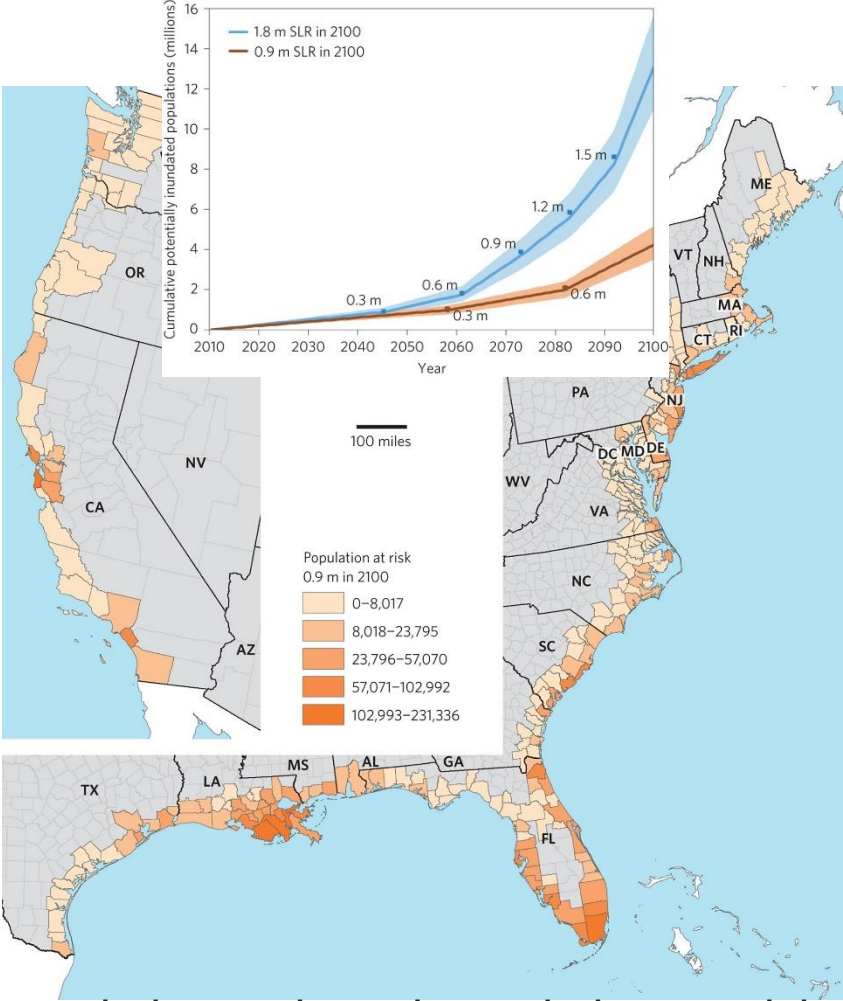 Cumulative potentially inundated populations (millions)
16
14
12
10
8
6
4
2
0
1.8 m SLR in 2100
0.9 m SLR in 2100
1.5 m
1.2 m
0.9 m
0.6 m
0.3 m
0.3 m
0.6 m
2010 2020 2030 2040 2050 2060 2070 2080 2090 2100
Year
OR
NV
CA
AZ
100 miles
Population at risk
0.9 m in 2100
0–8,017
8,018–23,795
23,796–57,070
57,071–102,992
102,993–231,336
ME
VT
NH
MA
CT
RI
PA
NJ
DC
MD
DE
WV
VA
NC
SC
TX
LA
MS
AL
GA
FL